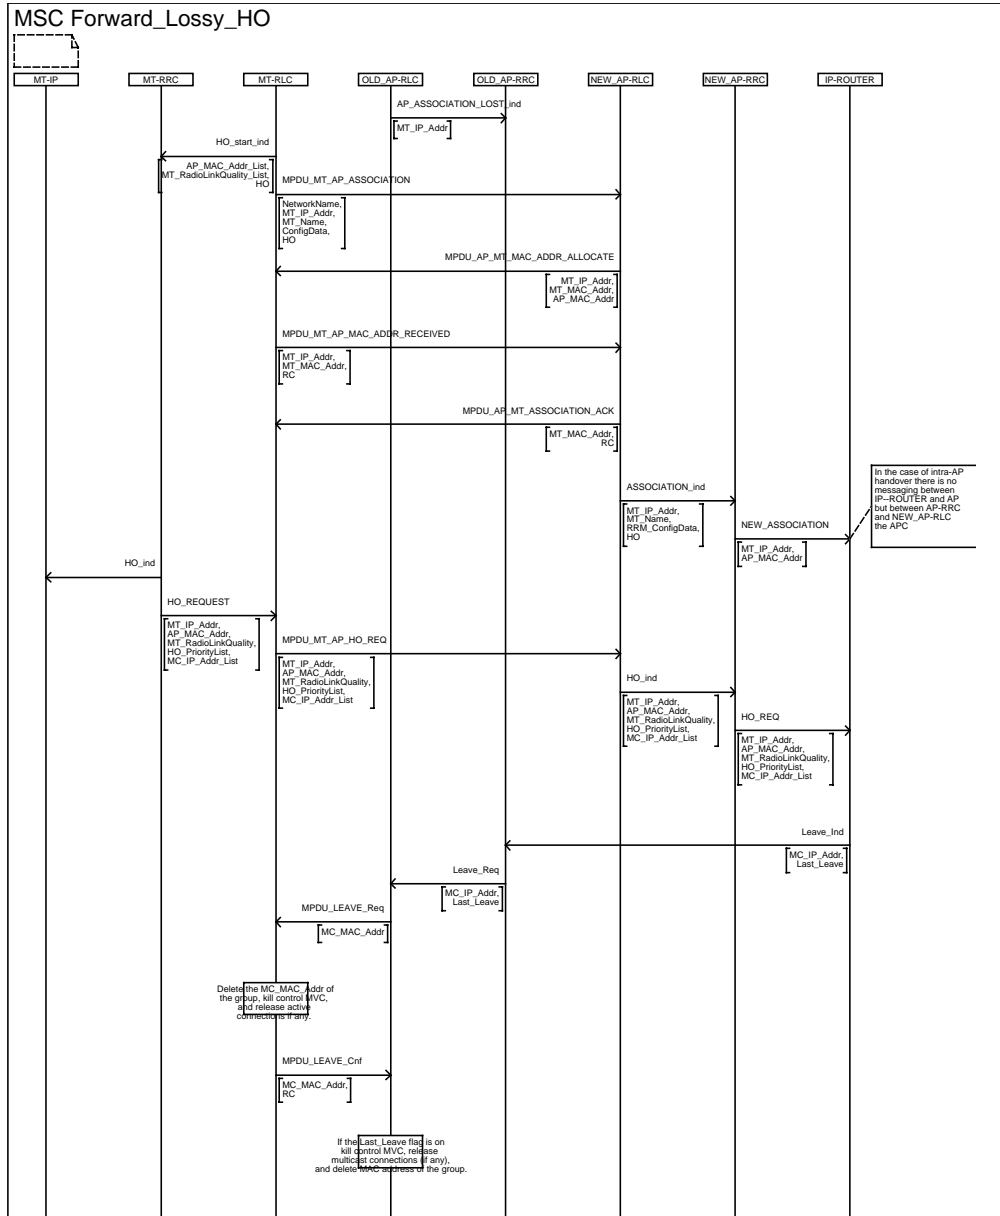 MSC Forward_Lossy_HO
MT-IP
MT-RRC
MT-RLC
OLD_AP-RLC
OLD_AP-RRC
NEW_AP-RLC
NEW_AP-RRC
IP-ROUTER
AP_ASSOCIATION_LOST_ind
MT_IP_Addr
HO_start_ind
AP_MAC_Addr_List,
MT_RadioLinkQuality_List,
HO
MPDU_MT_AP_ASSOCIATION
NetworkName,
MT_IP_Addr,
MT_Name,
ConfigData,
HO
MPDU_AP_MT_MAC_ADDR_ALLOCATE
MT_IP_Addr,
MT_MAC_Addr,
AP_MAC_Addr
MPDU_MT_AP_MAC_ADDR_RECEIVED
MT_IP_Addr,
MT_MAC_Addr,
RC
MPDU_AP_MT_ASSOCIATION_ACK
MT_MAC_Addr,
RC
ASSOCIATION_ind
MT_IP_Addr,
MT_Name,
RRM_ConfigData,
HO
In the case of intra-AP
handover there is no
messaging between
IP--ROUTER and AP
but between AP-RRC
and NEW_AP-RLC
the APC
NEW_ASSOCIATION
MT_IP_Addr,
AP_MAC_Addr
HO_ind
HO_REQUEST
MT_IP_Addr,
AP_MAC_Addr,
MT_RadioLinkQuality,
HO_PriorityList,
MC_IP_Addr_List
MPDU_MT_AP_HO_REQ
MT_IP_Addr,
AP_MAC_Addr,
MT_RadioLinkQuality,
HO_PriorityList,
MC_IP_Addr_List
HO_ind
MT_IP_Addr,
AP_MAC_Addr,
MT_RadioLinkQuality,
HO_PriorityList,
MC_IP_Addr_List
HO_REQ
MT_IP_Addr,
AP_MAC_Addr,
MT_RadioLinkQuality,
HO_PriorityList,
MC_IP_Addr_List
Leave_Ind
MC_IP_Addr,
Last_Leave
Leave_Req
MC_IP_Addr,
Last_Leave
MPDU_LEAVE_Req
MC_MAC_Addr
Delete the MC_MAC_Addr of
the group, kill control MVC,
and release active
connections if any.
MPDU_LEAVE_Cnf
MC_MAC_Addr,
RC
If the Last_Leave flag is on
kill control MVC, release
multicast connections (if any),
and delete MAC address of the group.